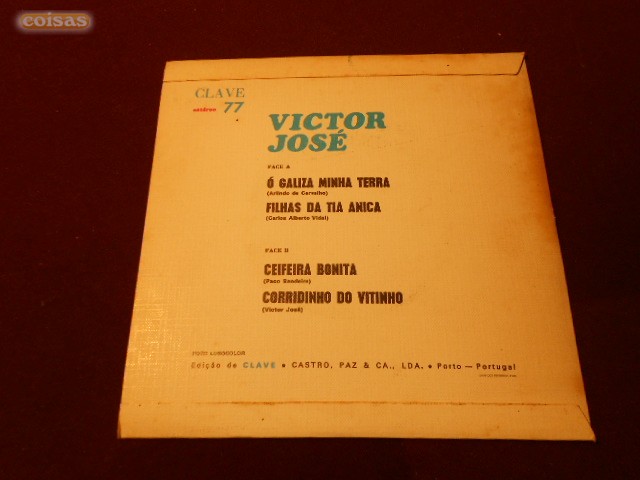 coisas
CLAVE
77
VICTOR
JOSÉ
FACE A
Ó GALIZA MINHA TERRA
(Arlindo de Carvalho)
FILHAS DA TIA ANICA
(Carlos Alberto Vidal)
FACE B
CEIFEIRA BONITA
(Paco Bandeira)
CORRIDINHO DO VITINHO
(Victor José)
Edição de CLAVE • CASTRO, PAZ & CA., LDA. • Porto — Portugal